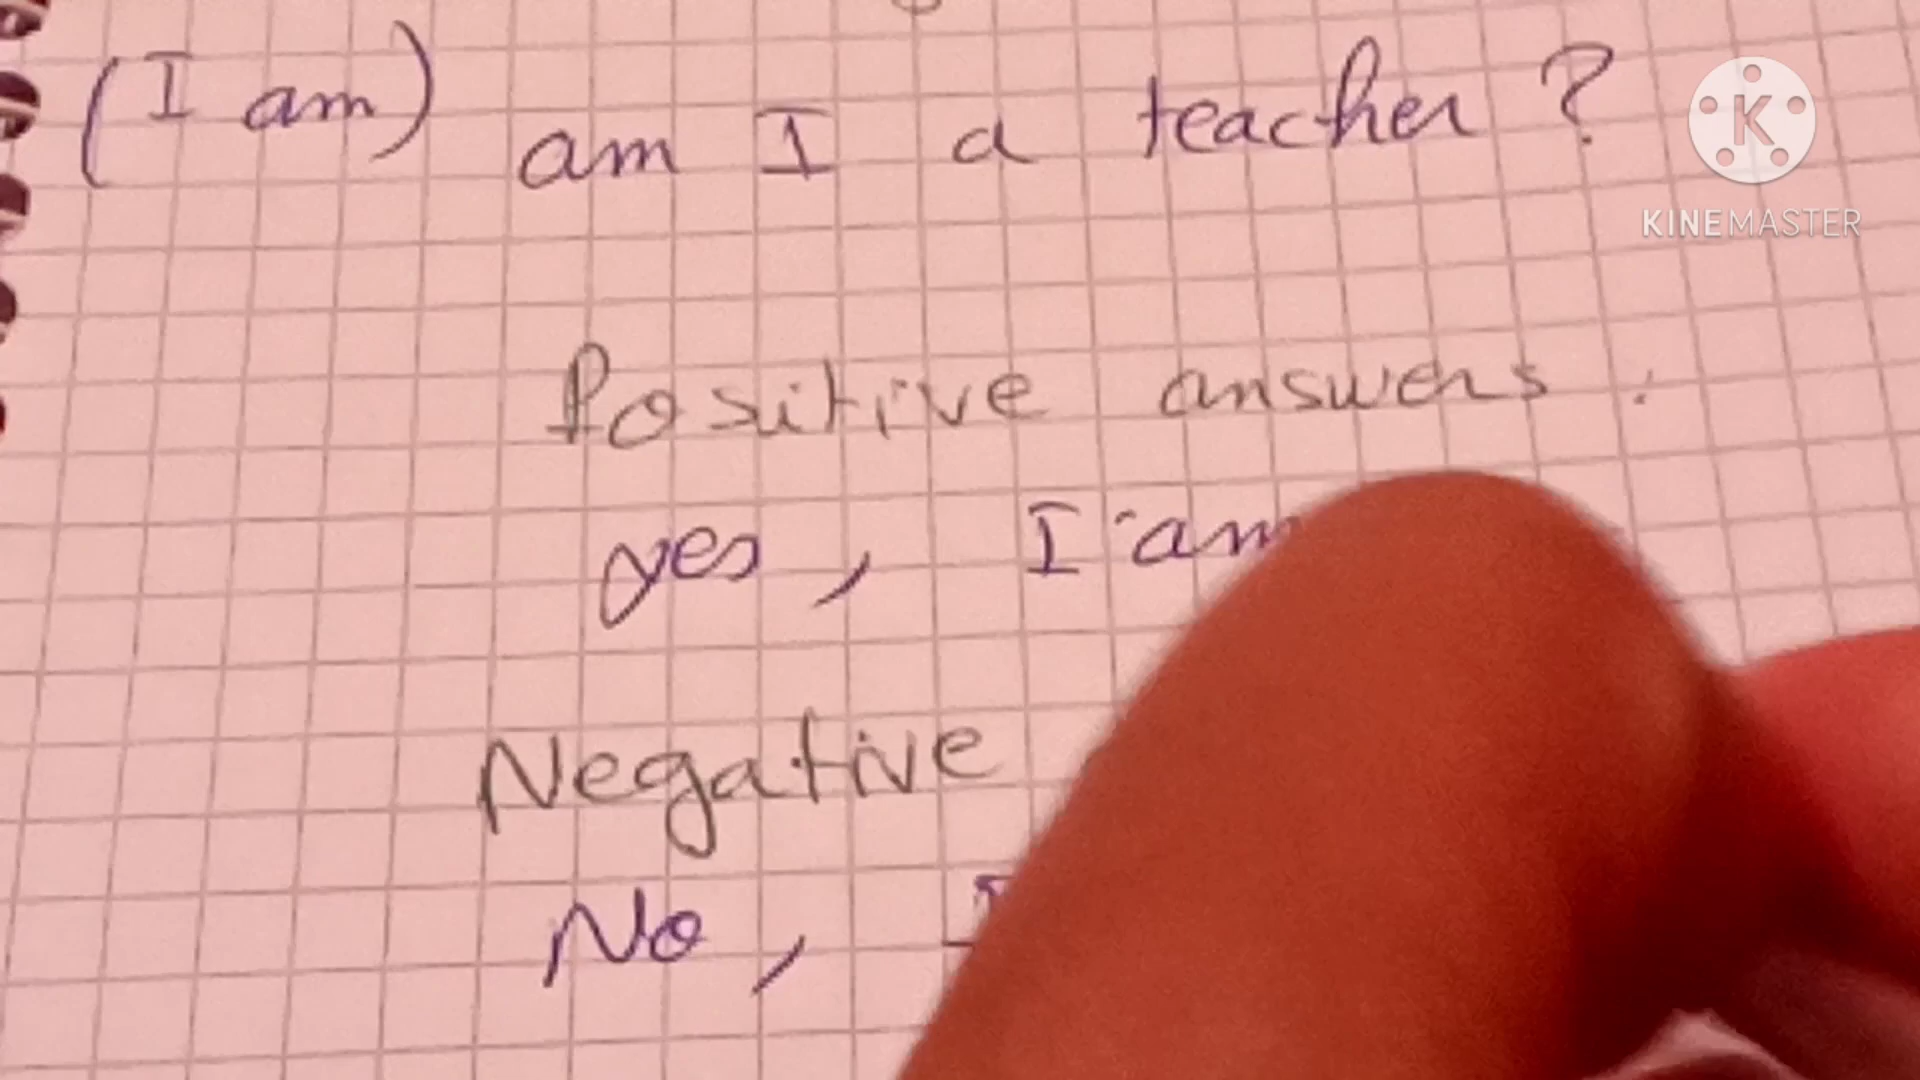 (I am) am I a teacher?
Positive answers:
yes, I am
Negative
No, I
K
KINEMASTER